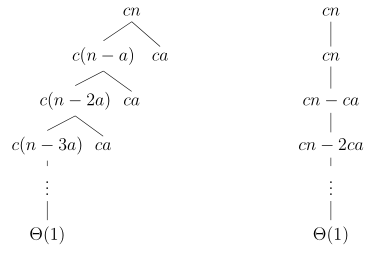 cn cn
c(n − a) ca cn
c(n − 2a) ca cn − ca
c(n − 3a) ca cn − 2ca
⋮ ⋮
Θ(1) Θ(1)